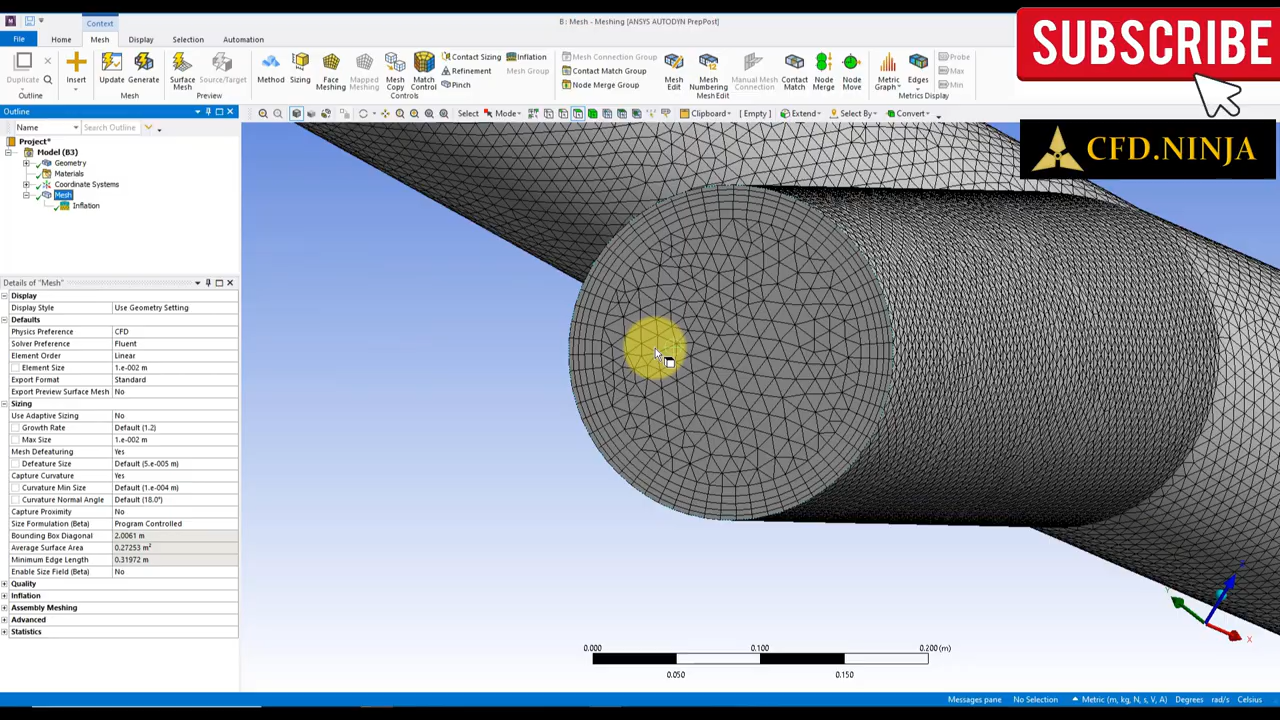 Context
B : Mesh - Meshing [ANSYS AUTODYN PrepPost]
SUBSCRIBE
File Home Mesh Display Selection Automation
Duplicate
Outline
Insert
Update Generate
Mesh
Surface Mesh Source/Target
Preview
Method Sizing Face Meshing Mapped Meshing Mesh Copy Match Control
Contact Sizing Inflation
Refinement Mesh Group
Pinch
Controls
Mesh Connection Group
Contact Match Group
Node Merge Group
Mesh Edit Mesh Numbering Manual Mesh Connection Contact Match Node Merge Node Move
Mesh Edit
Metric Graph Edges
Probe
Max
Min
Metrics Display
CFD.NINJA
Outline
Name Search Outline
Select Mode Clipboard [ Empty ] Extend Select By Convert
Project*
Model (B3)
Geometry
Materials
Coordinate Systems
Mesh
Inflation
Details of "Mesh"
Display
Display Style Use Geometry Setting
Defaults
Physics Preference CFD
Solver Preference Fluent
Element Order Linear
Element Size 1.e-002 m
Export Format Standard
Export Preview Surface Mesh No
Sizing
Use Adaptive Sizing No
Growth Rate Default (1.2)
Max Size 1.e-002 m
Mesh Defeaturing Yes
Defeature Size Default (5.e-005 m)
Capture Curvature Yes
Curvature Min Size Default (1.e-004 m)
Curvature Normal Angle Default (18.0°)
Capture Proximity No
Size Formulation (Beta) Program Controlled
Bounding Box Diagonal 2.0061 m
Average Surface Area 0.27253 m²
Minimum Edge Length 0.31972 m
Enable Size Field (Beta) No
Quality
Inflation
Assembly Meshing
Advanced
Statistics
0.000 0.100 0.200 (m)
0.050 0.150
X
Messages pane No Selection Metric (m, kg, N, s, V, A) Degrees rad/s Celsius